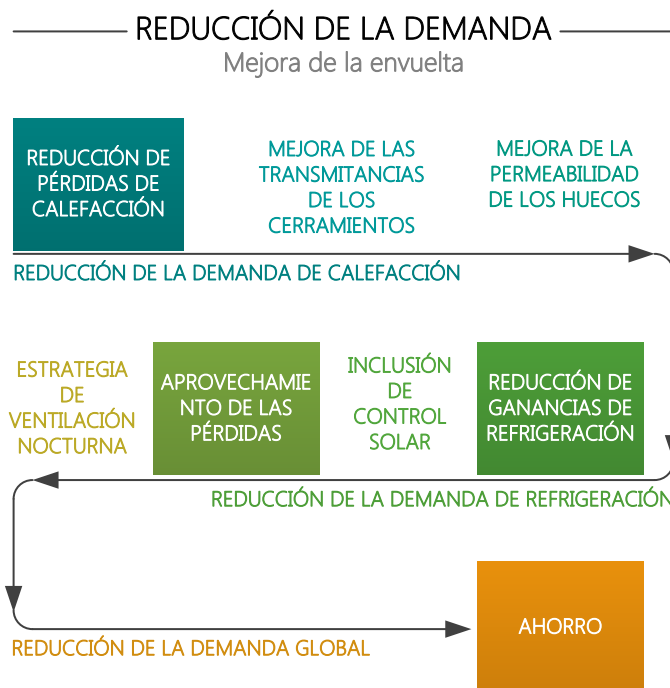 REDUCCIÓN DE LA DEMANDA
Mejora de la envuelta
REDUCCIÓN DE
PÉRDIDAS DE
CALEFACCIÓN
MEJORA DE LAS
TRANSMITANCIAS
DE LOS
CERRAMIENTOS
MEJORA DE LA
PERMEABILIDAD
DE LOS HUECOS
REDUCCIÓN DE LA DEMANDA DE CALEFACCIÓN
ESTRATEGIA
DE
VENTILACIÓN
NOCTURNA
APROVECHAMIE
NTO DE LAS
PÉRDIDAS
INCLUSIÓN
DE
CONTROL
SOLAR
REDUCCIÓN DE
GANANCIAS DE
REFRIGERACIÓN
REDUCCIÓN DE LA DEMANDA DE REFRIGERACIÓN
AHORRO
REDUCCIÓN DE LA DEMANDA GLOBAL